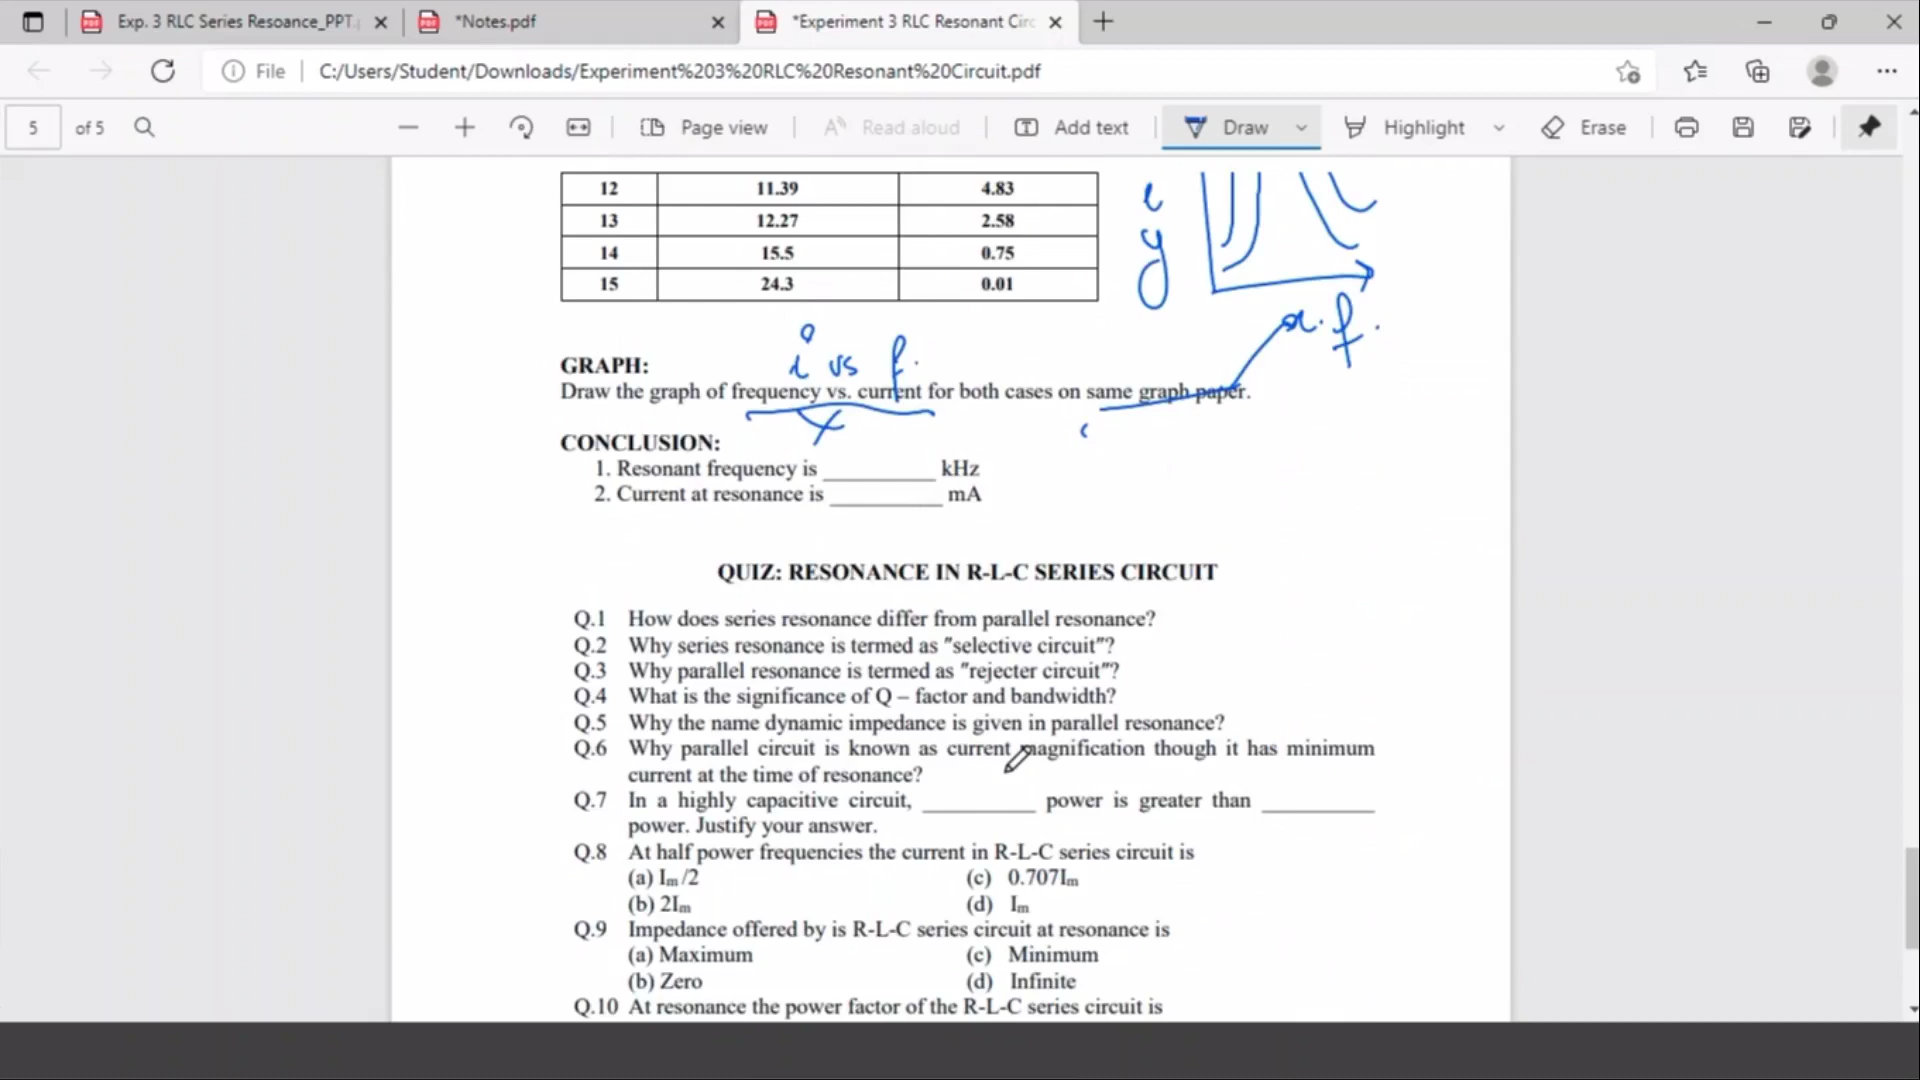 Exp. 3 RLC Series Resoance_PPT.
*Notes.pdf
*Experiment 3 RLC Resonant Circ
File
C:/Users/Student/Downloads/Experiment%203%20RLC%20Resonant%20Circuit.pdf
5 of 5
Page view
Read aloud
Add text
Draw
Highlight
Erase
12 11.39 4.83
13 12.27 2.58
14 15.5 0.75
15 24.3 0.01
i
y
x. f.
i vs f.
GRAPH:
Draw the graph of frequency vs. current for both cases on same graph paper.
CONCLUSION:
1. Resonant frequency is __________ kHz
2. Current at resonance is __________ mA
QUIZ: RESONANCE IN R-L-C SERIES CIRCUIT
Q.1 How does series resonance differ from parallel resonance?
Q.2 Why series resonance is termed as "selective circuit"?
Q.3 Why parallel resonance is termed as "rejecter circuit"?
Q.4 What is the significance of Q – factor and bandwidth?
Q.5 Why the name dynamic impedance is given in parallel resonance?
Q.6 Why parallel circuit is known as current magnification though it has minimum
current at the time of resonance?
Q.7 In a highly capacitive circuit, __________ power is greater than __________
power. Justify your answer.
Q.8 At half power frequencies the current in R-L-C series circuit is
(a) Im /2 (c) 0.707Im
(b) 2Im (d) Im
Q.9 Impedance offered by is R-L-C series circuit at resonance is
(a) Maximum (c) Minimum
(b) Zero (d) Infinite
Q.10 At resonance the power factor of the R-L-C series circuit is